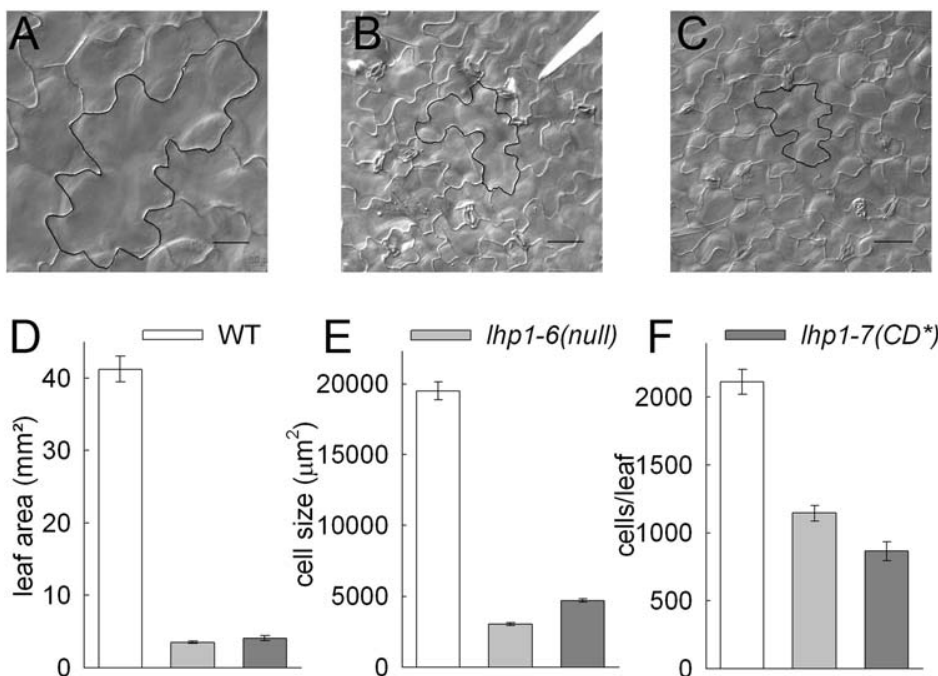 A
B
C
D
WT
E
lhp1-6(null)
F
lhp1-7(CD*)
leaf area (mm²)
40
30
20
10
0
cell size (µm²)
20000
15000
10000
5000
0
cells/leaf
2000
1500
1000
500
0